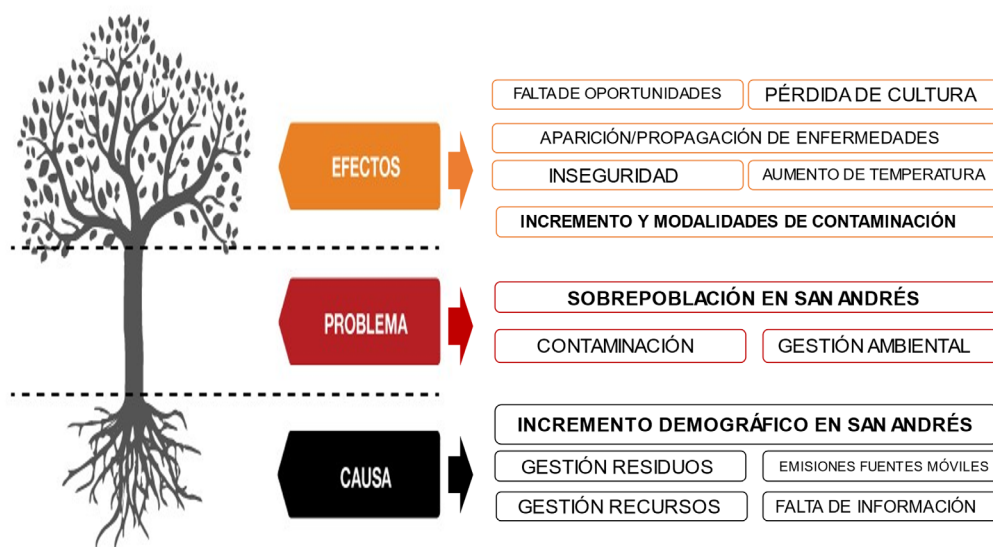 EFECTOS
FALTA DE OPORTUNIDADES
PÉRDIDA DE CULTURA
APARICIÓN/PROPAGACIÓN DE ENFERMEDADES
INSEGURIDAD
AUMENTO DE TEMPERATURA
INCREMENTO Y MODALIDADES DE CONTAMINACIÓN
PROBLEMA
SOBREPOBLACIÓN EN SAN ANDRÉS
CONTAMINACIÓN
GESTIÓN AMBIENTAL
CAUSA
INCREMENTO DEMOGRÁFICO EN SAN ANDRÉS
GESTIÓN RESIDUOS
EMISIONES FUENTES MÓVILES
GESTIÓN RECURSOS
FALTA DE INFORMACIÓN